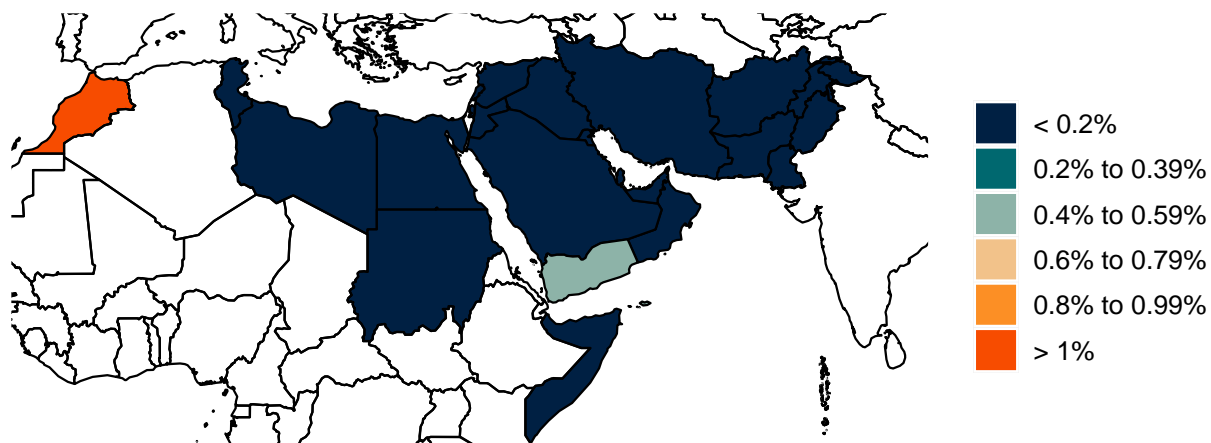 < 0.2%
0.2% to 0.39%
0.4% to 0.59%
0.6% to 0.79%
0.8% to 0.99%
> 1%